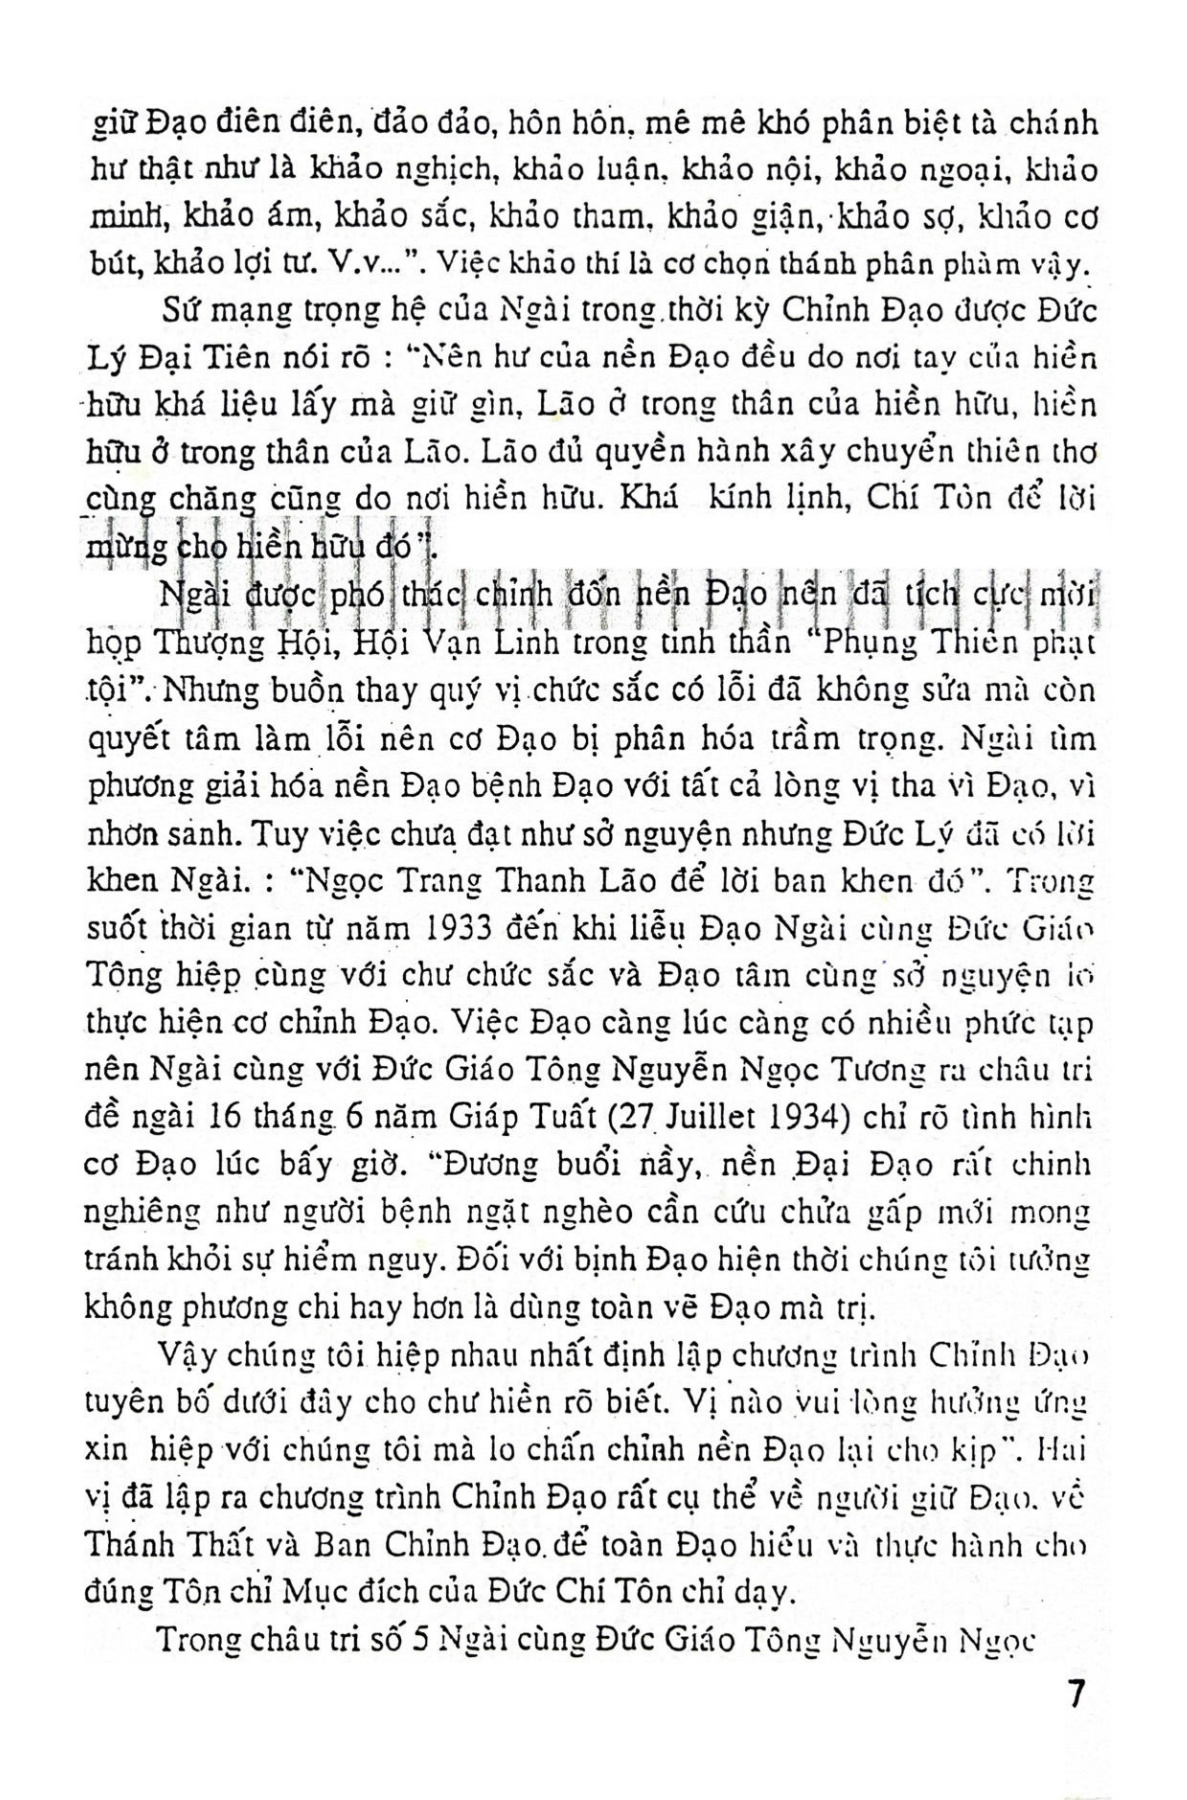 giữ Đạo điên điên, đảo đảo, hôn hôn, mê mê khó phân biệt tà chánh
hư thật như là khảo nghịch, khảo luận, khảo nội, khảo ngoại, khảo
minh, khảo ám, khảo sắc, khảo tham, khảo giận, khảo sợ, khảo cơ
bút, khảo lợi tư. V.v...”. Việc khảo thí là cơ chọn thánh phân phàm vậy.
Sứ mạng trọng hệ của Ngài trong thời kỳ Chỉnh Đạo được Đức
Lý Đại Tiên nói rõ : “Nên hư của nền Đạo đều do nơi tay của hiền
hữu khá liệu lấy mà giữ gìn, Lão ở trong thân của hiền hữu, hiền
hữu ở trong thân của Lão. Lão đủ quyền hành xây chuyển thiên thơ
cùng chăng cũng do nơi hiền hữu. Khá kính lịnh, Chí Tôn để lời
mừng cho hiền hữu đó”.
Ngài được phó thác chỉnh đốn nền Đạo nên đã tích cực mời
họp Thượng Hội, Hội Vạn Linh trong tinh thần “Phụng Thiên phạt
tội”. Nhưng buồn thay quý vị chức sắc có lỗi đã không sửa mà còn
quyết tâm làm lỗi nên cơ Đạo bị phân hóa trầm trọng. Ngài tìm
phương giải hóa nền Đạo bệnh Đạo với tất cả lòng vị tha vì Đạo, vì
nhơn sanh. Tuy việc chưa đạt như sở nguyện nhưng Đức Lý đã có lời
khen Ngài. : “Ngọc Trang Thanh Lão để lời ban khen đó”. Trong
suốt thời gian từ năm 1933 đến khi liễu Đạo Ngài cùng Đức Giáo
Tông hiệp cùng với chư chức sắc và Đạo tâm cùng sở nguyện lo
thực hiện cơ chỉnh Đạo. Việc Đạo càng lúc càng có nhiều phức tạp
nên Ngài cùng với Đức Giáo Tông Nguyễn Ngọc Tương ra châu tri
đề ngài 16 tháng 6 năm Giáp Tuất (27 Juillet 1934) chỉ rõ tình hình
cơ Đạo lúc bấy giờ. “Đương buổi nầy, nền Đại Đạo rất chinh
nghiêng như người bệnh ngặt nghèo cần cứu chửa gấp mới mong
tránh khỏi sự hiểm nguy. Đối với bịnh Đạo hiện thời chúng tôi tưởng
không phương chi hay hơn là dùng toàn vẽ Đạo mà trị.
Vậy chúng tôi hiệp nhau nhất định lập chương trình Chỉnh Đạo
tuyên bố dưới đây cho chư hiền rõ biết. Vị nào vui lòng hưởng ứng
xin hiệp với chúng tôi mà lo chấn chỉnh nền Đạo lại cho kịp”. Hai
vị đã lập ra chương trình Chỉnh Đạo rất cụ thể về người giữ Đạo. về
Thánh Thất và Ban Chỉnh Đạo. để toàn Đạo hiểu và thực hành cho
đúng Tôn chỉ Mục đích của Đức Chí Tôn chỉ dạy.
Trong châu tri số 5 Ngài cùng Đức Giáo Tông Nguyễn Ngọc
7